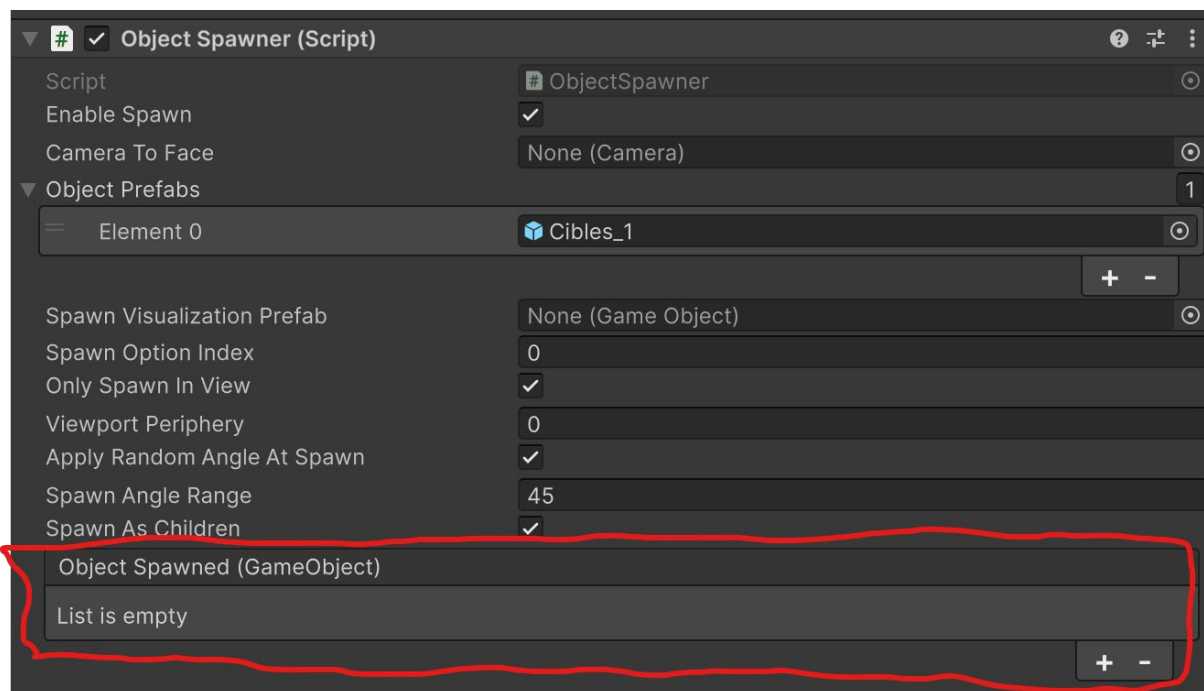 # Object Spawner (Script)
Script # ObjectSpawner
Enable Spawn
Camera To Face None (Camera)
Object Prefabs 1
Element 0 Cibles_1
+ -
Spawn Visualization Prefab None (Game Object)
Spawn Option Index 0
Only Spawn In View
Viewport Periphery 0
Apply Random Angle At Spawn
Spawn Angle Range 45
Spawn As Children
Object Spawned (GameObject)
List is empty
+ -